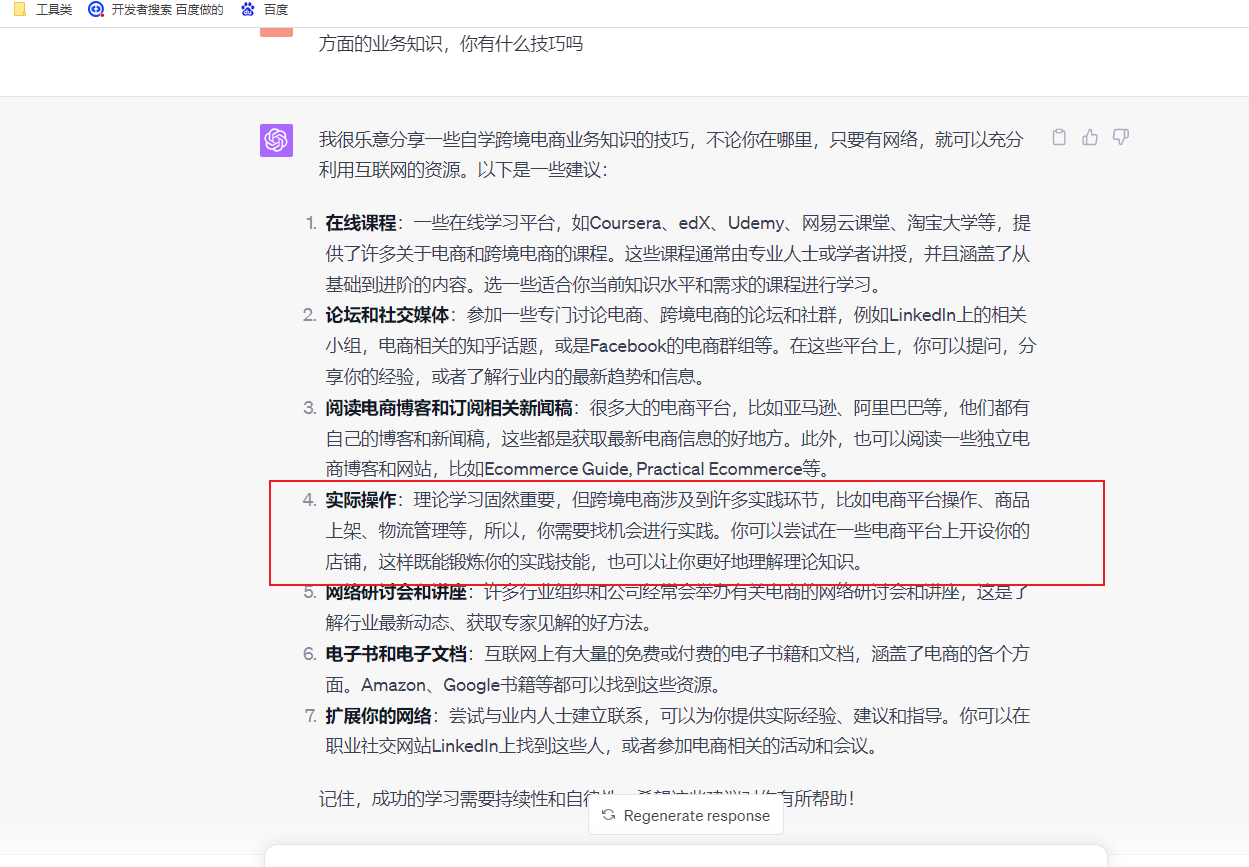 工具类 开发者搜索 百度做的 百度
方面的业务知识，你有什么技巧吗
我很乐意分享一些自学跨境电商业务知识的技巧，不论你在哪里，只要有网络，就可以充分
利用互联网的资源。以下是一些建议：
1. 在线课程：一些在线学习平台，如Coursera、edX、Udemy、网易云课堂、淘宝大学等，提
供了许多关于电商和跨境电商的课程。这些课程通常由专业人士或学者讲授，并且涵盖了从
基础到进阶的内容。选一些适合你当前知识水平和需求的课程进行学习。
2. 论坛和社交媒体：参加一些专门讨论电商、跨境电商的论坛和社群，例如LinkedIn上的相关
小组，电商相关的知乎话题，或是Facebook的电商群组等。在这些平台上，你可以提问，分
享你的经验，或者了解行业内的最新趋势和信息。
3. 阅读电商博客和订阅相关新闻稿：很多大的电商平台，比如亚马逊、阿里巴巴等，他们都有
自己的博客和新闻稿，这些都是获取最新电商信息的好地方。此外，也可以阅读一些独立电
商博客和网站，比如Ecommerce Guide, Practical Ecommerce等。
4. 实际操作：理论学习固然重要，但跨境电商涉及到许多实践环节，比如电商平台操作、商品
上架、物流管理等，所以，你需要找机会进行实践。你可以尝试在一些电商平台上开设你的
店铺，这样既能锻炼你的实践技能，也可以让你更好地理解理论知识。
5. 网络研讨会和讲座：许多行业组织和公司经常会举办有关电商的网络研讨会和讲座，这是了
解行业最新动态、获取专家见解的好方法。
6. 电子书和电子文档：互联网上有大量的免费或付费的电子书籍和文档，涵盖了电商的各个方
面。Amazon、Google书籍等都可以找到这些资源。
7. 扩展你的网络：尝试与业内人士建立联系，可以为你提供实际经验、建议和指导。你可以在
职业社交网站LinkedIn上找到这些人，或者参加电商相关的活动和会议。
记住，成功的学习需要持续性和自律性。希望这些建议对你有所帮助！
Regenerate response